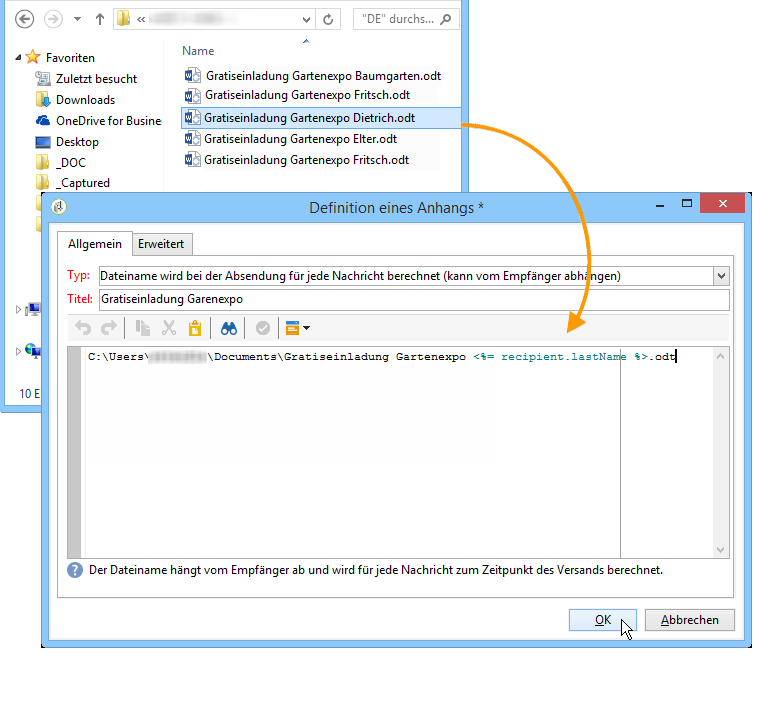 «
"DE" durchs...
Favoriten
Zuletzt besucht
Downloads
OneDrive for Busine
Desktop
_DOC
_Captured
10 E
Name
Gratiseinladung Gartenexpo Baumgarten.odt
Gratiseinladung Gartenexpo Fritsch.odt
Gratiseinladung Gartenexpo Dietrich.odt
Gratiseinladung Gartenexpo Elter.odt
Gratiseinladung Gartenexpo Fritsch.odt
Definition eines Anhangs *
Allgemein Erweitert
Typ: Dateiname wird bei der Absendung für jede Nachricht berechnet (kann vom Empfänger abhängen)
Titel: Gratiseinladung Garenexpo
C:\Users\ \Documents\Gratiseinladung Gartenexpo <%= recipient.lastName %>.odt
? Der Dateiname hängt vom Empfänger ab und wird für jede Nachricht zum Zeitpunkt des Versands berechnet.
OK Abbrechen